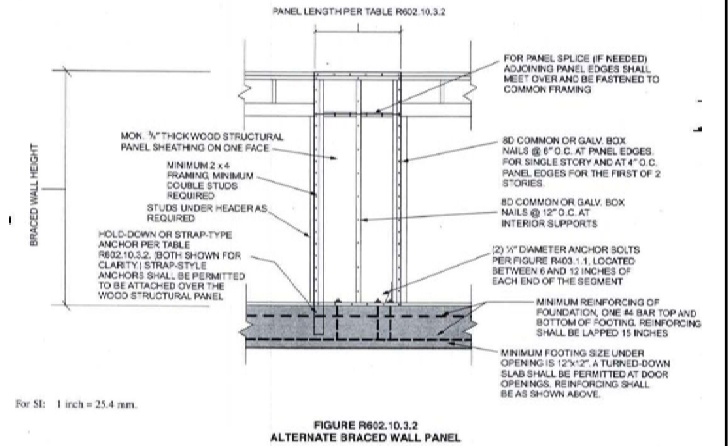 PANEL LENGTH PER TABLE R602.10.3.2
FOR PANEL SPLICE (IF NEEDED)
ADJOINING PANEL EDGES SHALL
MEET OVER AND BE FASTENED TO
COMMON FRAMING
MON. ⅜" THICK WOOD STRUCTURAL
PANEL SHEATHING ON ONE FACE
MINIMUM 2 x 4
FRAMING, MINIMUM
DOUBLE STUDS
REQUIRED
STUDS UNDER HEADER AS
REQUIRED
HOLD-DOWN OR STRAP-TYPE
ANCHOR PER TABLE
R602.10.3.2. (BOTH SHOWN FOR
CLARITY) STRAP-STYLE
ANCHORS SHALL BE PERMITTED
TO BE ATTACHED OVER THE
WOOD STRUCTURAL PANEL
BRACED WALL HEIGHT
8D COMMON OR GALV. BOX
NAILS @ 6" O.C. AT PANEL EDGES.
FOR SINGLE STORY AND AT 4" O.C.
PANEL EDGES FOR THE FIRST OF 2
STORIES.
8D COMMON OR GALV. BOX
NAILS @ 12" O.C. AT
INTERIOR SUPPORTS
(2) ½" DIAMETER ANCHOR BOLTS
PER FIGURE R403.1.1. LOCATED
BETWEEN 6 AND 12 INCHES OF
EACH END OF THE SEGMENT
MINIMUM REINFORCING OF
FOUNDATION, ONE #4 BAR TOP AND
BOTTOM OF FOOTING. REINFORCING
SHALL BE LAPPED 15 INCHES
MINIMUM FOOTING SIZE UNDER
OPENING IS 12"x12". A TURNED-DOWN
SLAB SHALL BE PERMITTED AT DOOR
OPENINGS. REINFORCING SHALL
BE AS SHOWN ABOVE.
For SI: 1 inch = 25.4 mm.
FIGURE R602.10.3.2
ALTERNATE BRACED WALL PANEL